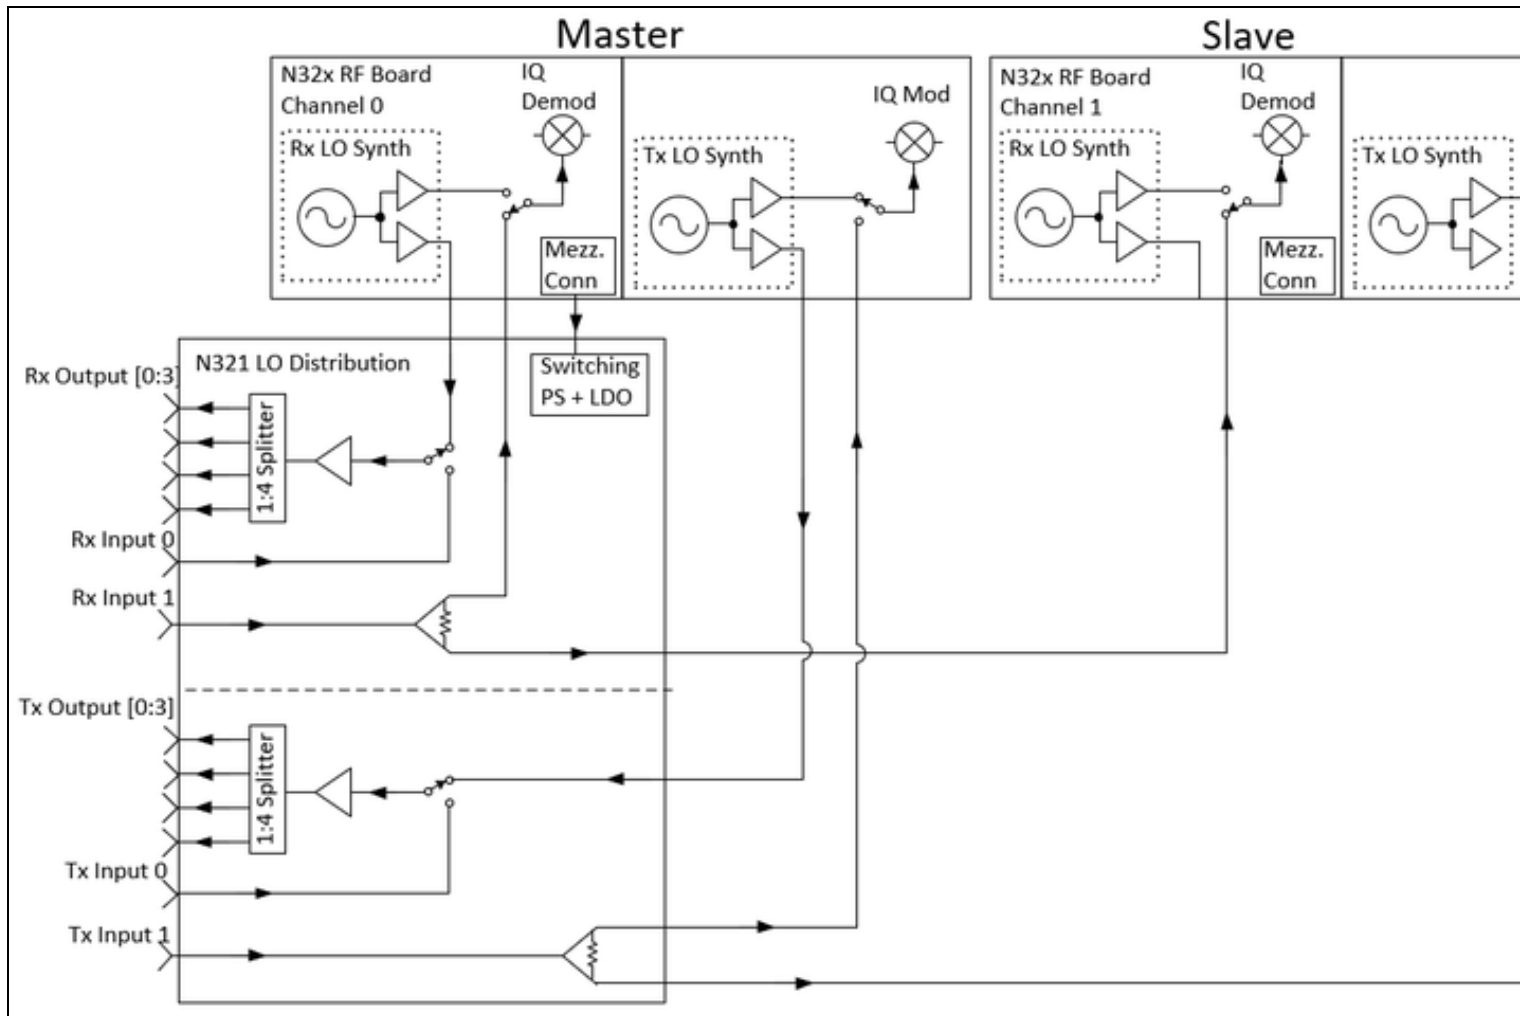 Master
Slave
N32x RF Board
Channel 0
IQ
Demod
Rx LO Synth
Mezz.
Conn
IQ Mod
Tx LO Synth
N32x RF Board
Channel 1
IQ
Demod
Rx LO Synth
Mezz.
Conn
Tx LO Synth
N321 LO Distribution
Switching
PS + LDO
Rx Output [0:3]
1:4 Splitter
Rx Input 0
Rx Input 1
Tx Output [0:3]
1:4 Splitter
Tx Input 0
Tx Input 1